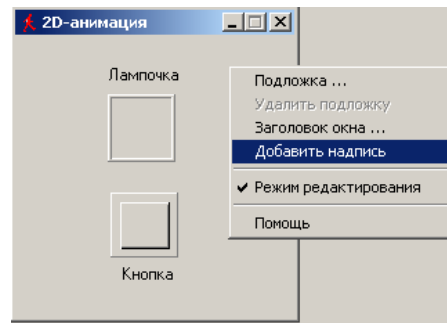 2D-анимация
Лампочка
Кнопка
Подложка ...
Удалить подложку
Заголовок окна ...
Добавить надпись
Режим редактирования
Помощь